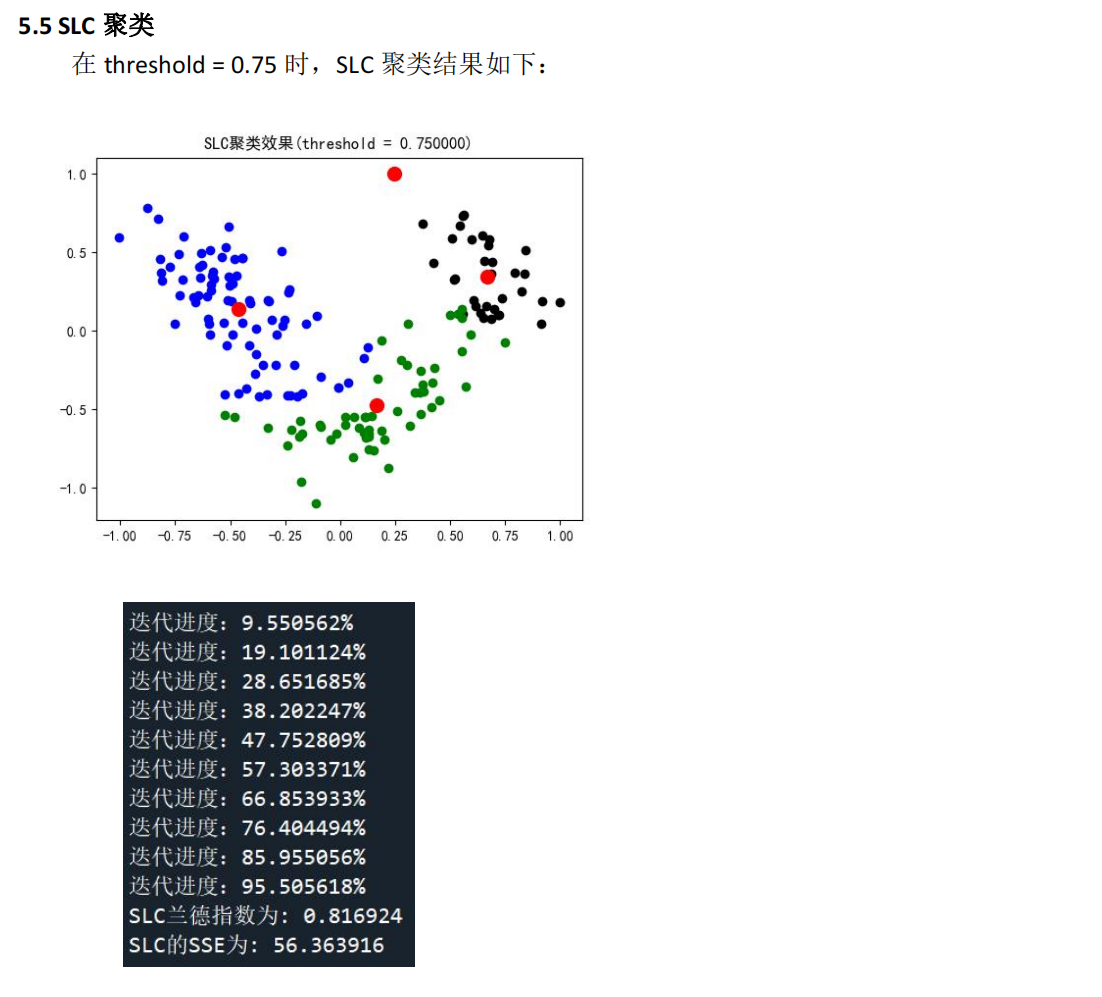 5.5 SLC 聚类
在 threshold = 0.75 时，SLC 聚类结果如下：
SLC聚类效果(threshold = 0.750000)
1.0
0.5
0.0
−0.5
−1.0
−1.00 −0.75 −0.50 −0.25 0.00 0.25 0.50 0.75 1.00
迭代进度：9.550562%
迭代进度：19.101124%
迭代进度：28.651685%
迭代进度：38.202247%
迭代进度：47.752809%
迭代进度：57.303371%
迭代进度：66.853933%
迭代进度：76.404494%
迭代进度：85.955056%
迭代进度：95.505618%
SLC兰德指数为: 0.816924
SLC的SSE为: 56.363916